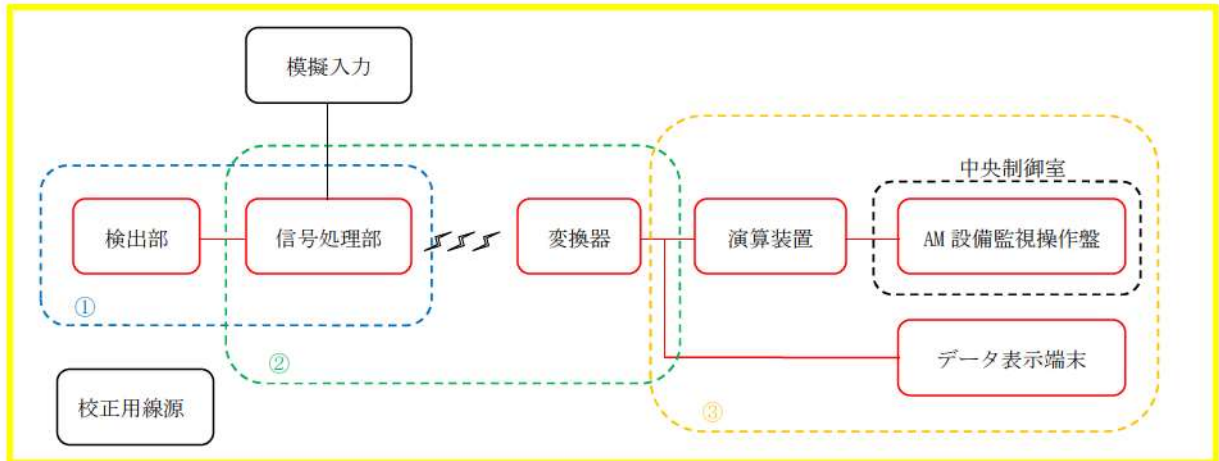 模擬入力
中央制御室
検出部
信号処理部
変換器
演算装置
AM 設備監視操作盤
①
②
データ表示端末
校正用線源
③